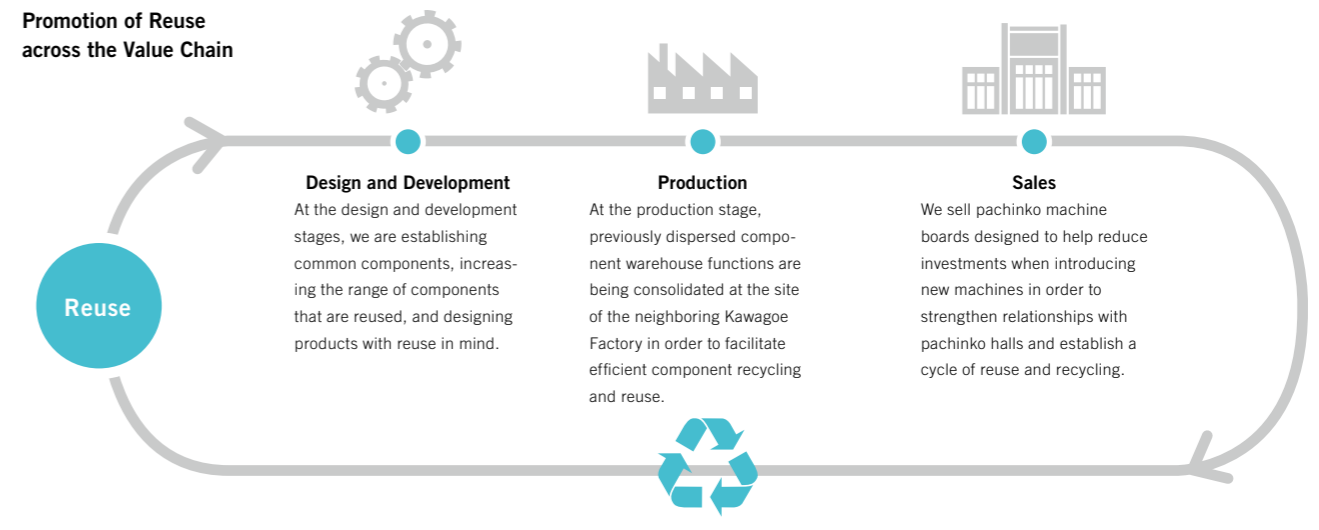 Promotion of Reuse
across the Value Chain
Reuse
Design and Development
At the design and development
stages, we are establishing
common components, increas-
ing the range of components
that are reused, and designing
products with reuse in mind.
Production
At the production stage,
previously dispersed compo-
nent warehouse functions are
being consolidated at the site
of the neighboring Kawagoe
Factory in order to facilitate
efficient component recycling
and reuse.
Sales
We sell pachinko machine
boards designed to help reduce
investments when introducing
new machines in order to
strengthen relationships with
pachinko halls and establish a
cycle of reuse and recycling.